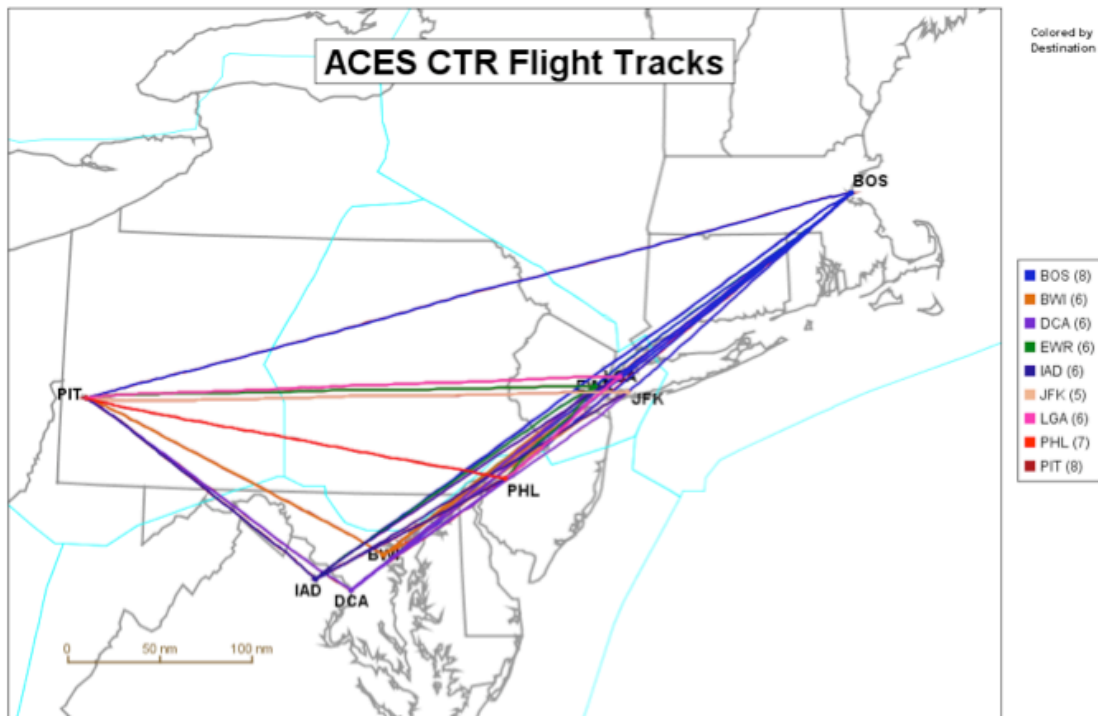 ACES CTR Flight Tracks
Colored by
Destination
BOS
BOS (8)
BWI (6)
DCA (6)
EWR (6)
IAD (6)
JFK (5)
LGA (6)
PHL (7)
PIT (8)
PIT
JFK
PHL
BWI
IAD
DCA
0 50 nm 100 nm